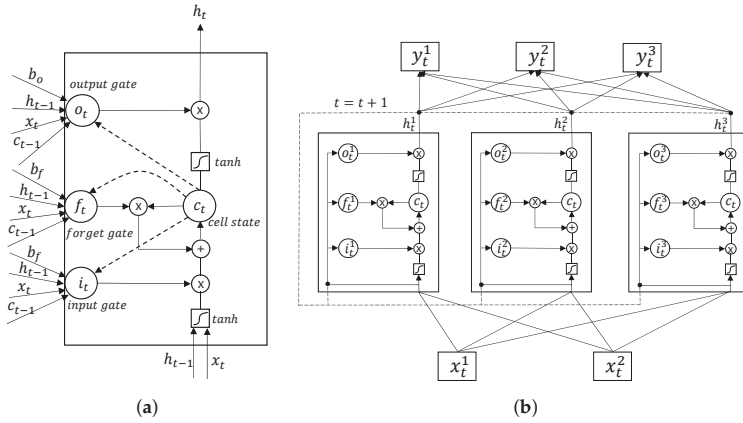 h_t
output gate
b_o
h_{t-1}
x_t
c_{t-1}
o_t
x
tanh
b_f
h_{t-1}
x_t
c_{t-1}
f_t
forget gate
x
c_t
cell state
+
b_f
h_{t-1}
x_t
c_{t-1}
i_t
input gate
x
tanh
h_{t-1} x_t
(a)
y_t^1 y_t^2 y_t^3
t = t + 1
h_t^1 h_t^2 h_t^3
o_t^1 x o_t^2 x o_t^3 x
f_t^1 x c_t f_t^2 x c_t f_t^3 x c_t
+ + +
i_t^1 x i_t^2 x i_t^3 x
x_t^1 x_t^2
(b)